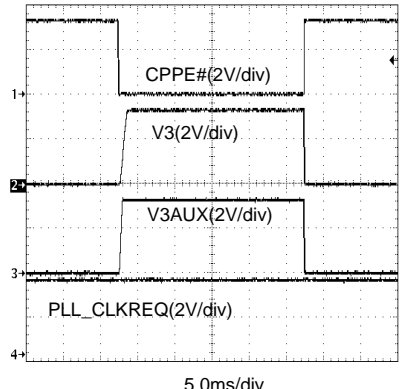 CPPE#(2V/div)
1
V3(2V/div)
2
V3AUX(2V/div)
3
PLL_CLKREQ(2V/div)
4
5.0ms/div